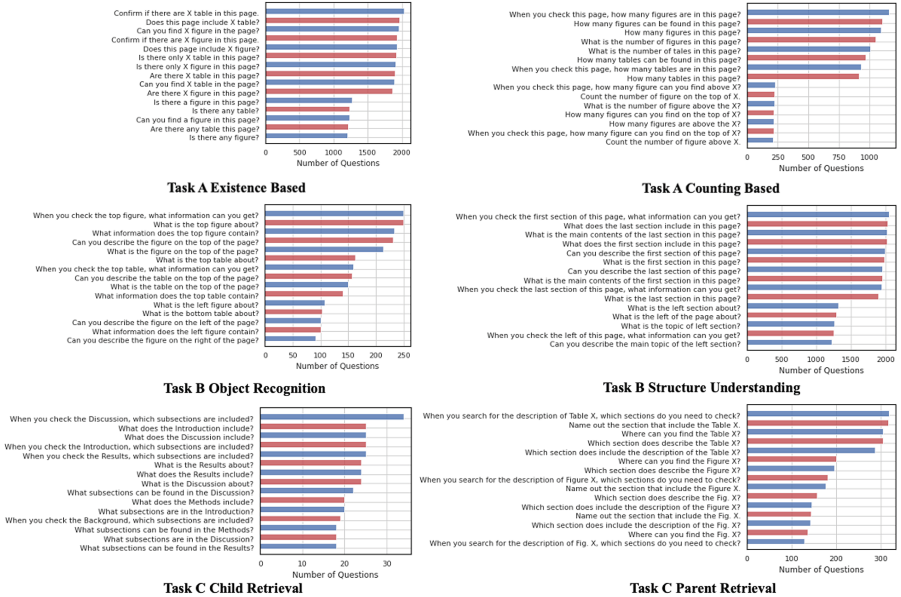 Confirm if there are X table in this page.
Does this page include X table?
Can you find X figure in the page?
Confirm if there are X figure in this page.
Does this page include X figure?
Is there only X table in this page?
Is there only X figure in this page?
Are there X table in this page?
Can you find X table in the page?
Are there X figure in this page?
Is there a figure in this page?
Is there any table?
Can you find a figure in this page?
Are there any table this page?
Is there any figure?
0 500 1000 1500 2000
Number of Questions
Task A Existence Based
When you check this page, how many figures are in this page?
How many figures can be found in this page?
How many figures in this page?
What is the number of figures in this page?
What is the number of tales in this page?
How many tables can be found in this page?
When you check this page, how many tables are in this page?
How many tables in this page?
When you check this page, how many figure can you find above X?
Count the number of figure on the top of X.
What is the number of figure above the X?
How many figures can you find on the top of X?
How many figures are above the X?
When you check this page, how many figure can you find on the top of X?
Count the number of figure above X.
0 250 500 750 1000
Number of Questions
Task A Counting Based
When you check the top figure, what information can you get?
What is the top figure about?
What information does the top figure contain?
Can you describe the figure on the top of the page?
What is the figure on the top of the page?
What is the top table about?
When you check the top table, what information can you get?
Can you describe the table on the top of the page?
What is the table on the top of the page?
What information does the top table contain?
What is the left figure about?
What is the bottom table about?
Can you describe the figure on the left of the page?
What information does the left figure contain?
Can you describe the figure on the right of the page?
0 50 100 150 200 250
Number of Questions
Task B Object Recognition
When you check the first section of this page, what information can you get?
What does the last section include in this page?
What is the main contents of the last section in this page?
What does the first section include in this page?
Can you describe the first section of this page?
What is the first section in this page?
Can you describe the last section of this page?
What is the main contents of the first section in this page?
When you check the last section of this page, what information can you get?
What is the last section in this page?
What is the left section about?
What is the left of the page about?
What is the topic of left section?
When you check the left of this page, what information can you get?
Can you describe the main topic of the left section?
0 500 1000 1500 2000
Number of Questions
Task B Structure Understanding
When you check the Discussion, which subsections are included?
What does the Introduction include?
What does the Discussion include?
When you check the Introduction, which subsections are included?
When you check the Results, which subsections are included?
What is the Results about?
What does the Results include?
What is the Discussion about?
What subsections can be found in the Discussion?
What does the Methods include?
What subsections are in the Introduction?
When you check the Background, which subsections are included?
What subsections can be found in the Methods?
What subsections are in the Discussion?
What subsections can be found in the Results?
0 10 20 30
Number of Questions
Task C Child Retrieval
When you search for the description of Table X, which sections do you need to check?
Name out the section that include the Table X.
Where can you find the Table X?
Which section does describe the Table X?
Which section does include the description of the Table X?
Where can you find the Figure X?
Which section does describe the Figure X?
When you search for the description of Figure X, which sections do you need to check?
Name out the section that include the Figure X.
Which section does describe the Fig. X?
Which section does include the description of the Figure X?
Name out the section that include the Fig. X.
Which section does include the description of the Fig. X?
Where can you find the Fig. X?
When you search for the description of Fig. X, which sections do you need to check?
0 100 200 300
Number of Questions
Task C Parent Retrieval